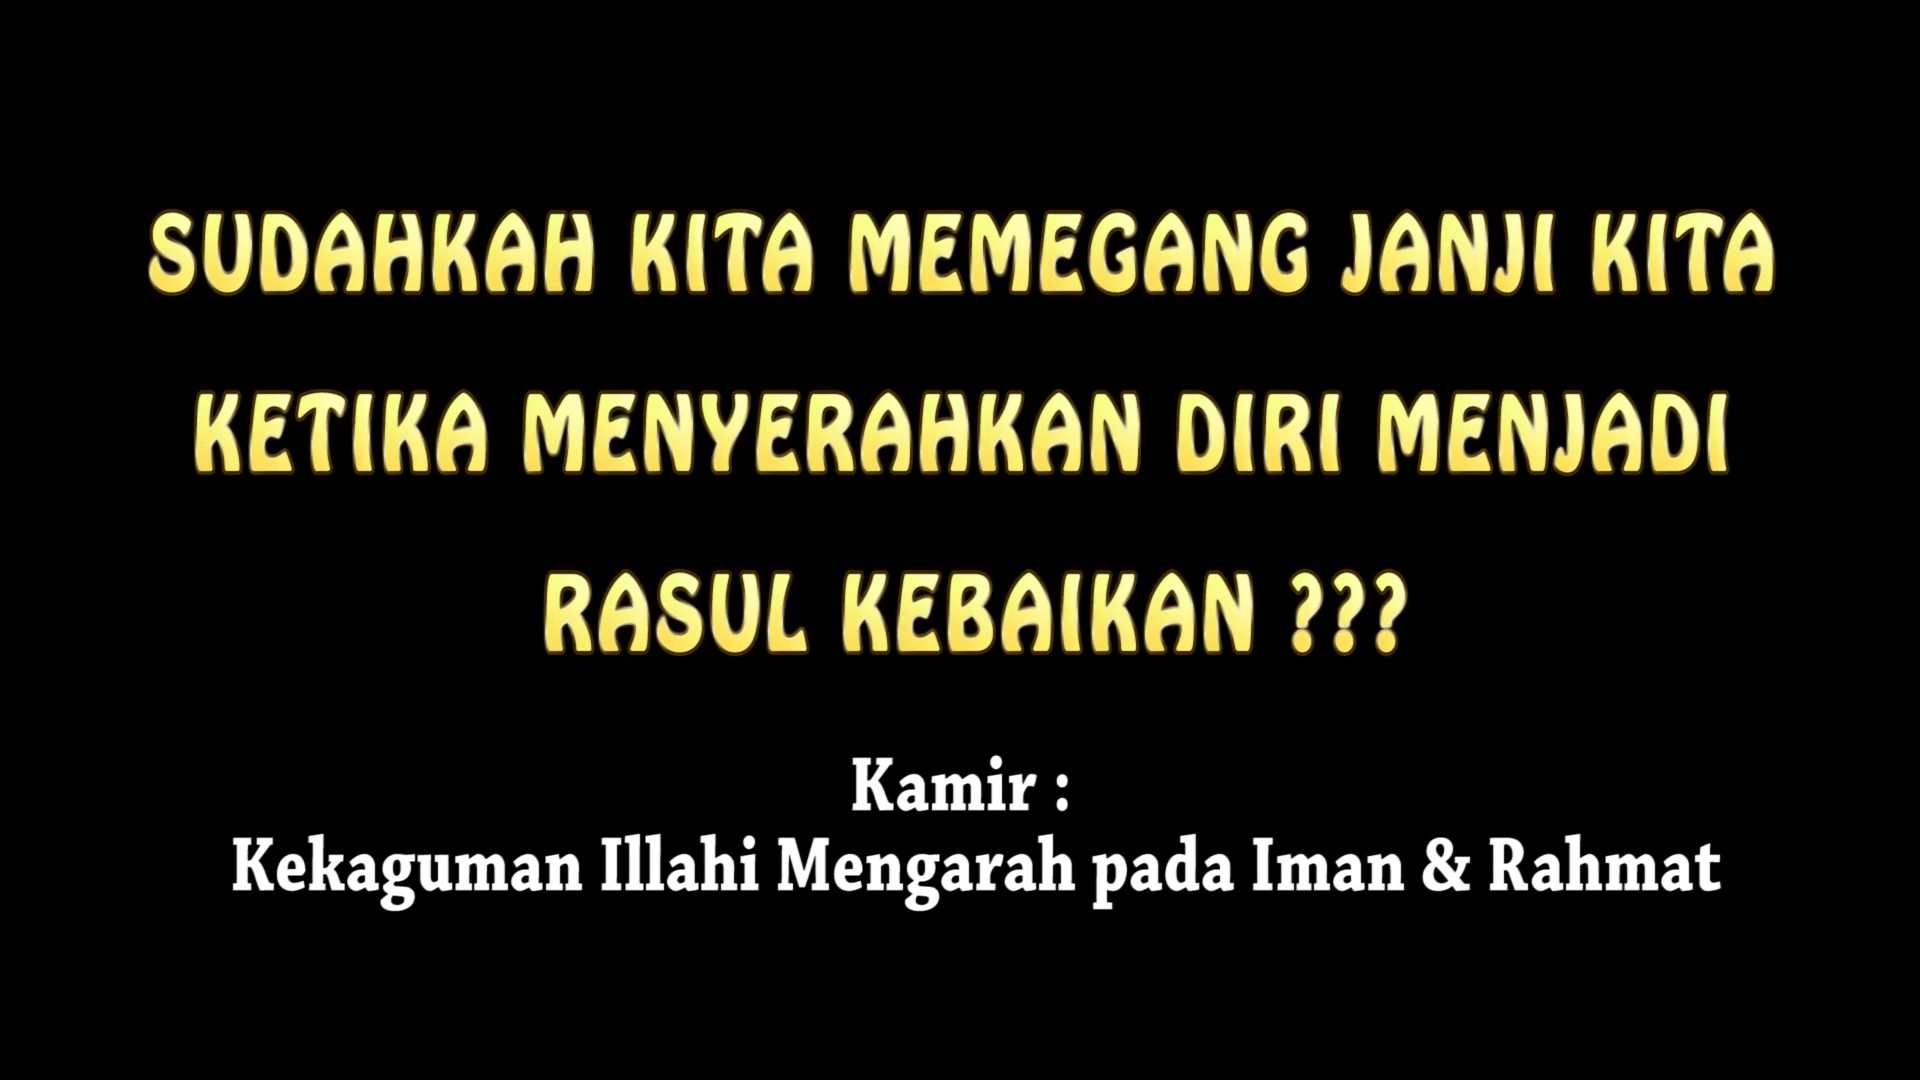 SUDAHKAH KITA MEMEGANG JANJI KITA
KETIKA MENYERAHKAN DIRI MENJADI
RASUL KEBAIKAN ???
Kamir :
Kekaguman Illahi Mengarah pada Iman & Rahmat